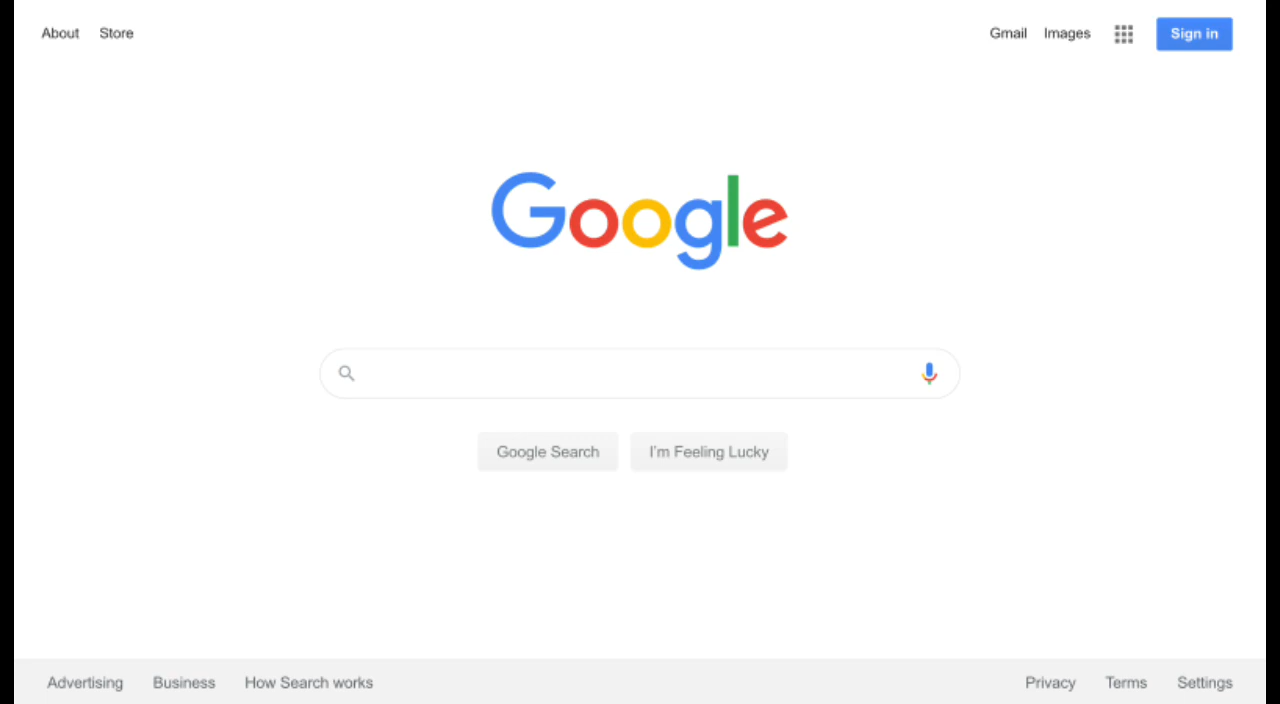 About Store Gmail Images Sign in
Google
Google Search I'm Feeling Lucky
Advertising Business How Search works Privacy Terms Settings